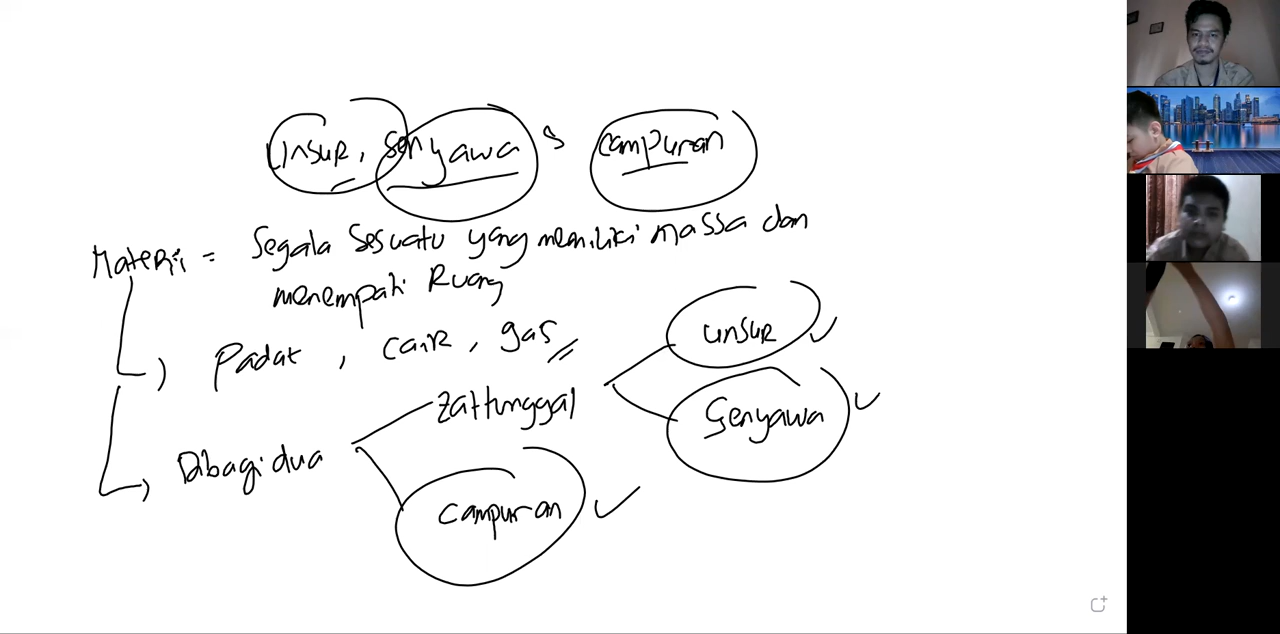 Unsur, senyawa, campuran
Materi = Segala sesuatu yang memiliki massa dan
menempati Ruang
Padat, cair, gas
Zat tunggal
unsur
Senyawa
Dibagi dua
campuran